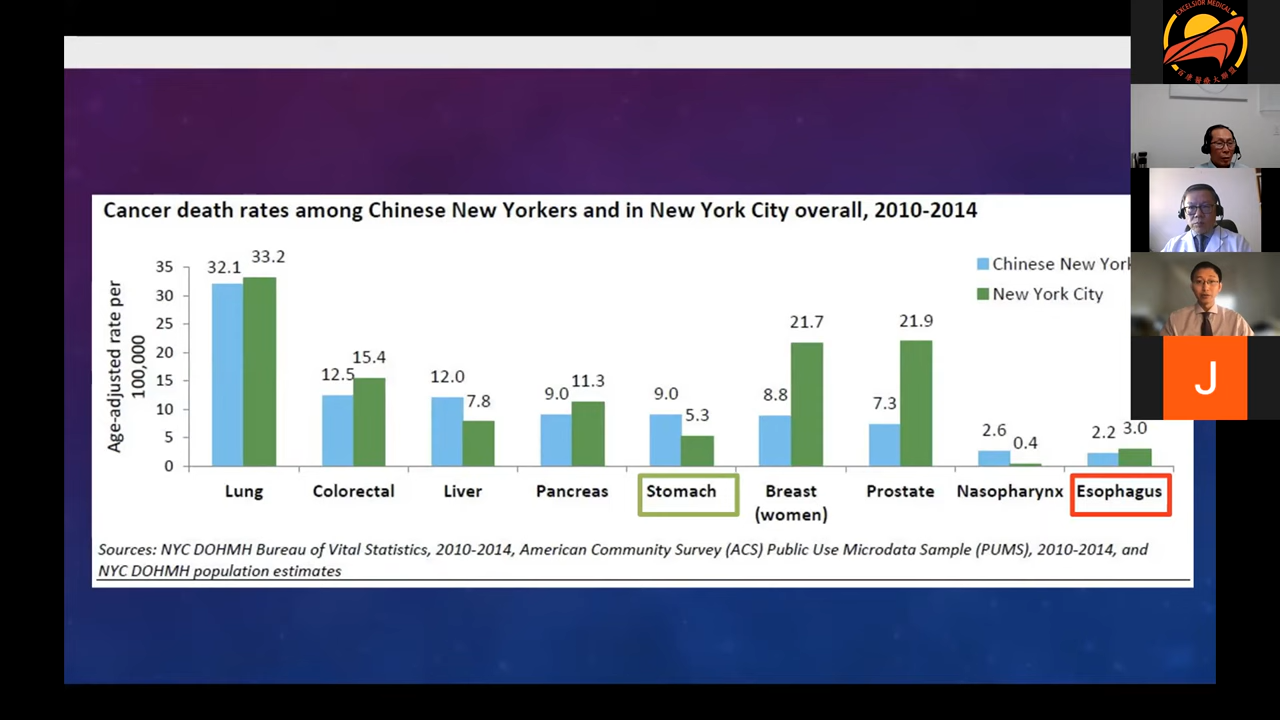 EXCELSIOR MEDICAL
Cancer death rates among Chinese New Yorkers and in New York City overall, 2010-2014
Age-adjusted rate per
100,000
35
30
25
20
15
10
5
0
32.1
33.2
12.5
15.4
12.0
7.8
9.0
11.3
9.0
5.3
8.8
21.7
7.3
21.9
2.6
0.4
2.2
3.0
Chinese New York
New York City
J
Lung
Colorectal
Liver
Pancreas
Stomach
Breast
(women)
Prostate
Nasopharynx
Esophagus
Sources: NYC DOHMH Bureau of Vital Statistics, 2010-2014, American Community Survey (ACS) Public Use Microdata Sample (PUMS), 2010-2014, and
NYC DOHMH population estimates